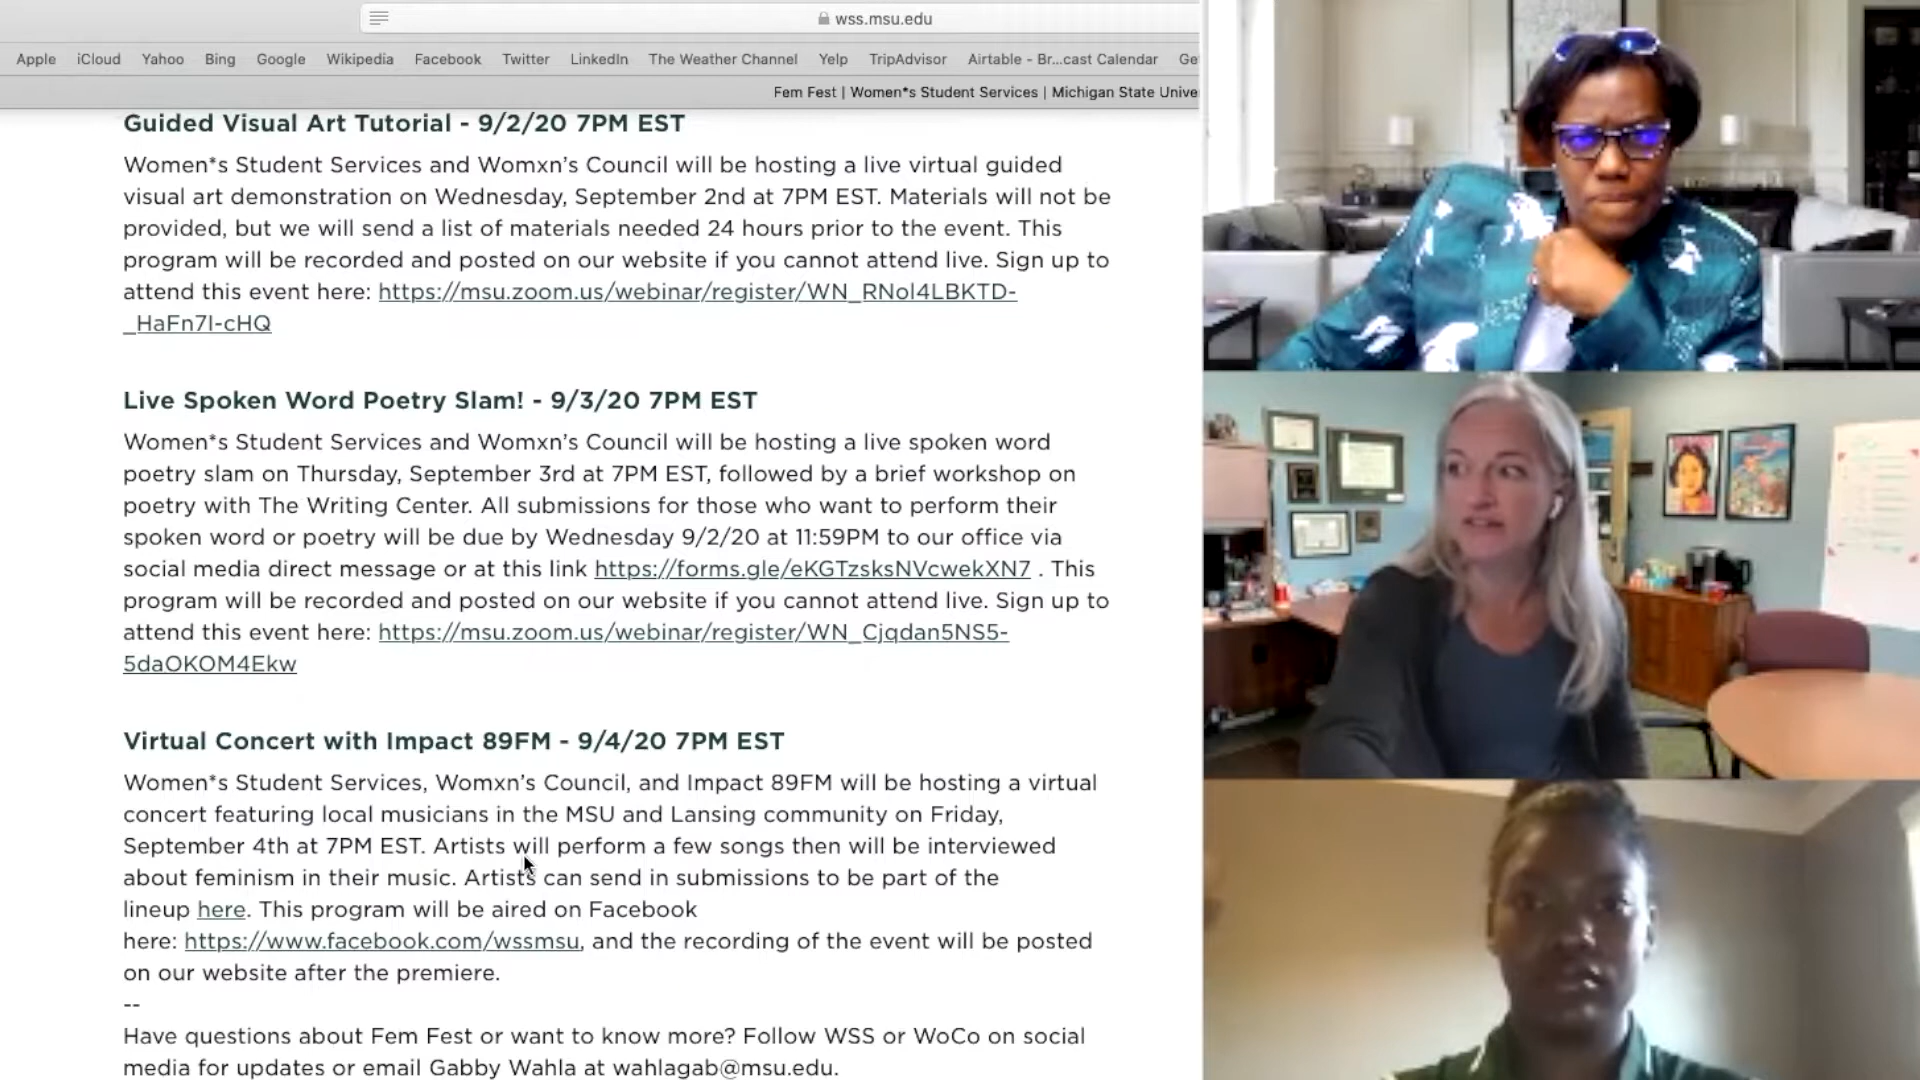 wss.msu.edu
Apple iCloud Yahoo Bing Google Wikipedia Facebook Twitter LinkedIn The Weather Channel Yelp TripAdvisor Airtable - Br...cast Calendar Ge
Fem Fest | Women*s Student Services | Michigan State Unive
Guided Visual Art Tutorial - 9/2/20 7PM EST
Women*s Student Services and Womxn's Council will be hosting a live virtual guided
visual art demonstration on Wednesday, September 2nd at 7PM EST. Materials will not be
provided, but we will send a list of materials needed 24 hours prior to the event. This
program will be recorded and posted on our website if you cannot attend live. Sign up to
attend this event here: https://msu.zoom.us/webinar/register/WN_RNoI4LBKTD-
_HaFn7I-cHQ
Live Spoken Word Poetry Slam! - 9/3/20 7PM EST
Women*s Student Services and Womxn's Council will be hosting a live spoken word
poetry slam on Thursday, September 3rd at 7PM EST, followed by a brief workshop on
poetry with The Writing Center. All submissions for those who want to perform their
spoken word or poetry will be due by Wednesday 9/2/20 at 11:59PM to our office via
social media direct message or at this link https://forms.gle/eKGTzsksNVcwekXN7 . This
program will be recorded and posted on our website if you cannot attend live. Sign up to
attend this event here: https://msu.zoom.us/webinar/register/WN_Cjqdan5NS5-
5daOKOM4Ekw
Virtual Concert with Impact 89FM - 9/4/20 7PM EST
Women*s Student Services, Womxn's Council, and Impact 89FM will be hosting a virtual
concert featuring local musicians in the MSU and Lansing community on Friday,
September 4th at 7PM EST. Artists will perform a few songs then will be interviewed
about feminism in their music. Artists can send in submissions to be part of the
lineup here. This program will be aired on Facebook
here: https://www.facebook.com/wssmsu, and the recording of the event will be posted
on our website after the premiere.
--
Have questions about Fem Fest or want to know more? Follow WSS or WoCo on social
media for updates or email Gabby Wahla at wahlagab@msu.edu.